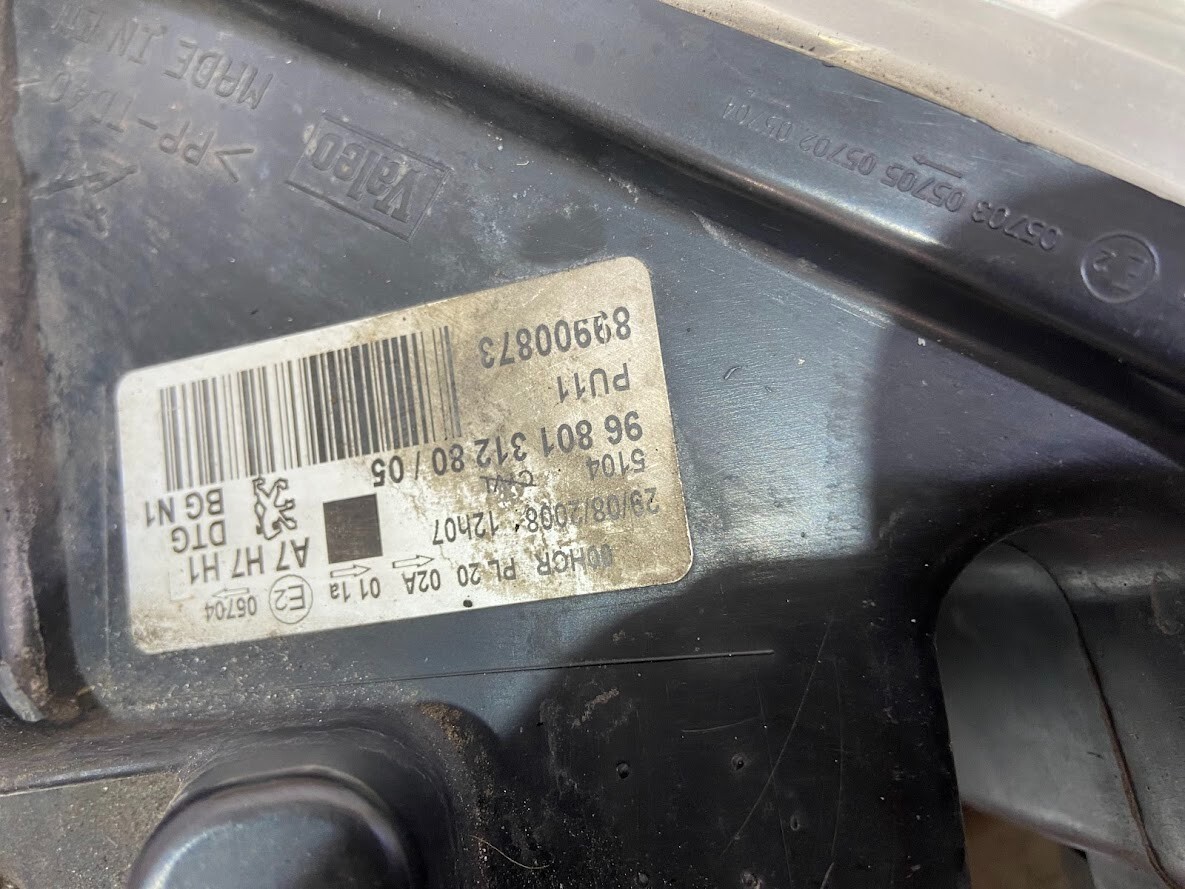 00HCR PL 20 02A 01 1a E2 05704
29/08/2008 12h07
A7 H7 H1
5104
DTG
96 801 312 80 / 05
BG N1
PU11
89900873
Valeo
>PP-TD40
MADE IN
E2 05703 05705 05702 05704